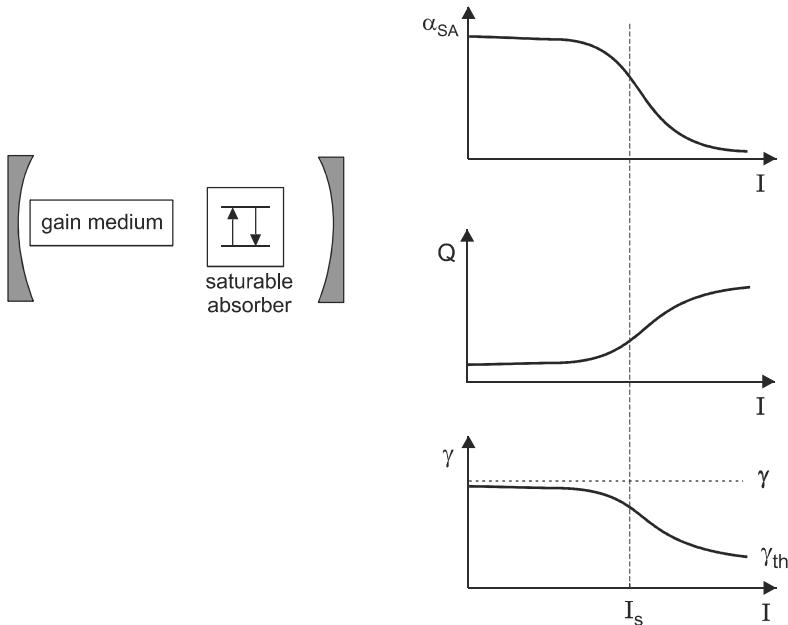 gain medium
saturable
absorber
α_SA
I
Q
I
γ
γ
γ_th
I_s
I